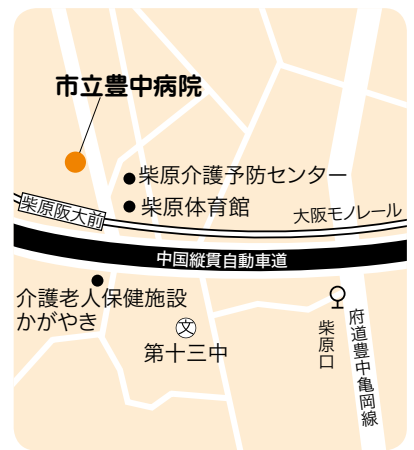 市立豊中病院
柴原介護予防センター
柴原体育館
柴原阪大前
大阪モノレール
中国縦貫自動車道
介護老人保健施設
かがやき
文
第十三中
柴原口
府道豊中亀岡線